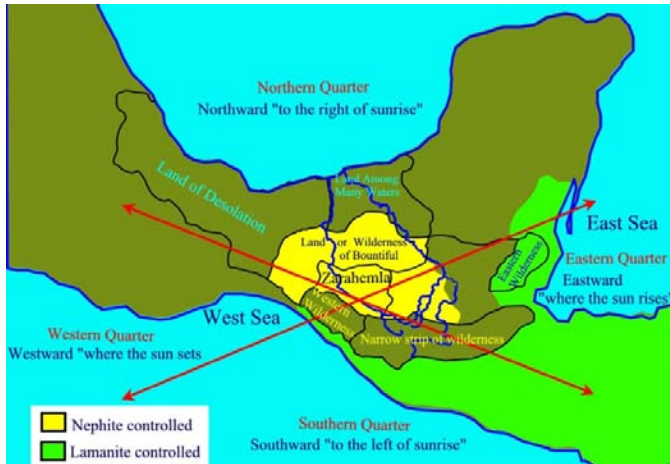 Northern Quarter
Northward "to the right of sunrise"
Land Among
Many Waters
Land of Desolation
East Sea
Land or Wilderness
of Bountiful
Eastern
Wilderness
Eastern Quarter
Eastward
"where the sun rises"
Zarahemla
Western
Wilderness
West Sea
Western Quarter
Westward "where the sun sets
Narrow strip of wilderness
Southern Quarter
Southward "to the left of sunrise"
Nephite controlled
Lamanite controlled